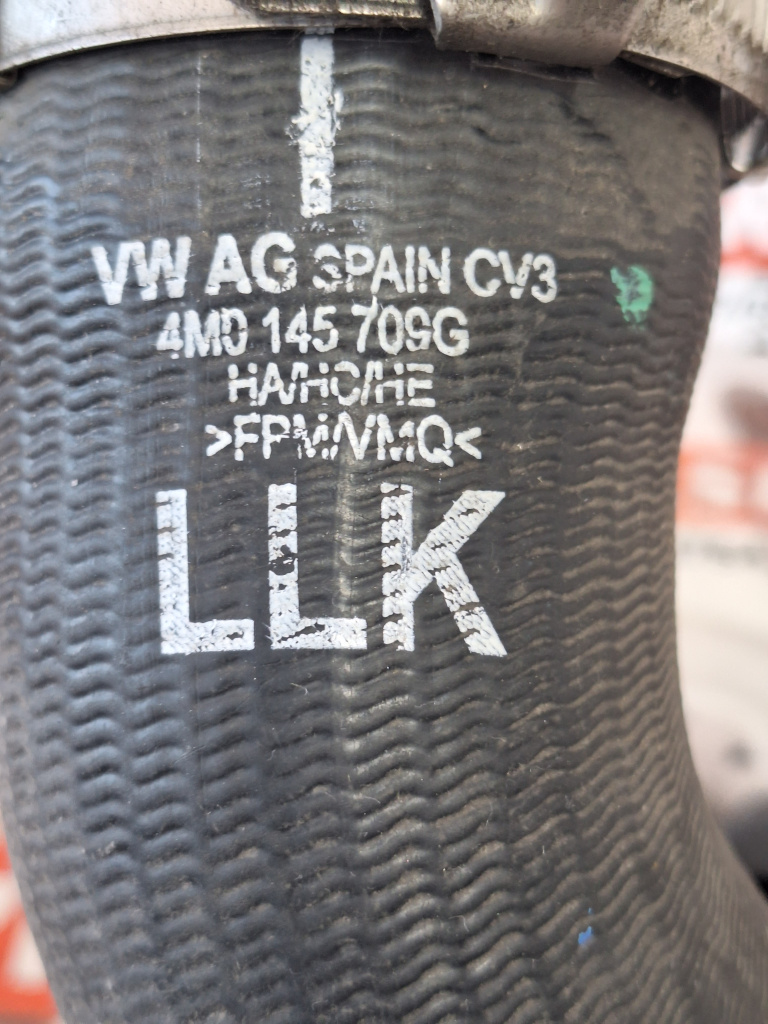 VW AG SPAIN CV3
4M0 145 709G
HA/HC/HE
>FPM/VMQ<
LLK